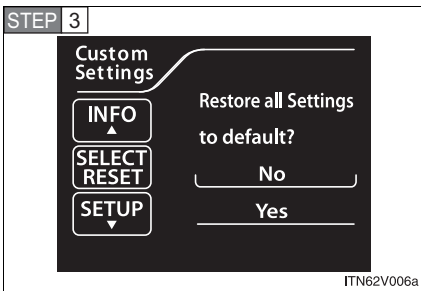 STEP 3
Custom
Settings
INFO
▲
SELECT
RESET
SETUP
▼
Restore all Settings
to default?
No
Yes
ITN62V006a